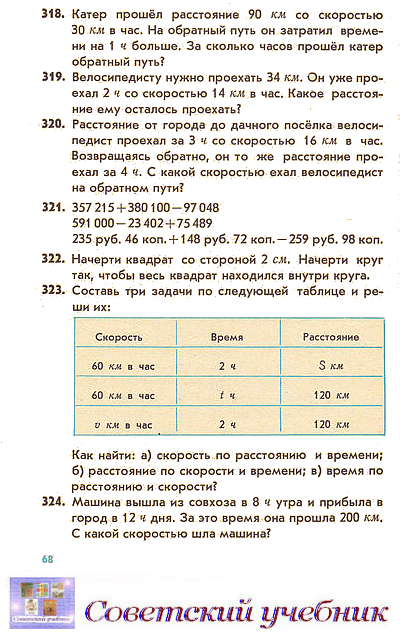 318. Катер прошёл расстояние 90 км со скоростью
30 км в час. На обратный путь он затратил време-
ни на 1 ч больше. За сколько часов прошёл катер
обратный путь?
319. Велосипедисту нужно проехать 34 км. Он уже про-
ехал 2 ч со скоростью 14 км в час. Какое расстоя-
ние ему осталось проехать?
320. Расстояние от города до дачного посёлка велоси-
педист проехал за 3 ч со скоростью 16 км в час.
Возвращаясь обратно, он то же расстояние про-
ехал за 4 ч. С какой скоростью ехал велосипедист
на обратном пути?
321. 357 215+380 100−97 048
591 000−23 402+75 489
235 руб. 46 коп.+148 руб. 72 коп.−259 руб. 98 коп.
322. Начерти квадрат со стороной 2 см. Начерти круг
так, чтобы весь квадрат находился внутри круга.
323. Составь три задачи по следующей таблице и ре-
ши их:
Скорость Время Расстояние
60 км в час 2 ч S км
60 км в час t ч 120 км
v км в час 2 ч 120 км
Как найти: а) скорость по расстоянию и времени;
б) расстояние по скорости и времени; в) время по
расстоянию и скорости?
324. Машина вышла из совхоза в 8 ч утра и прибыла в
город в 12 ч дня. За это время она прошла 200 км.
С какой скоростью шла машина?
68
Советский учебник